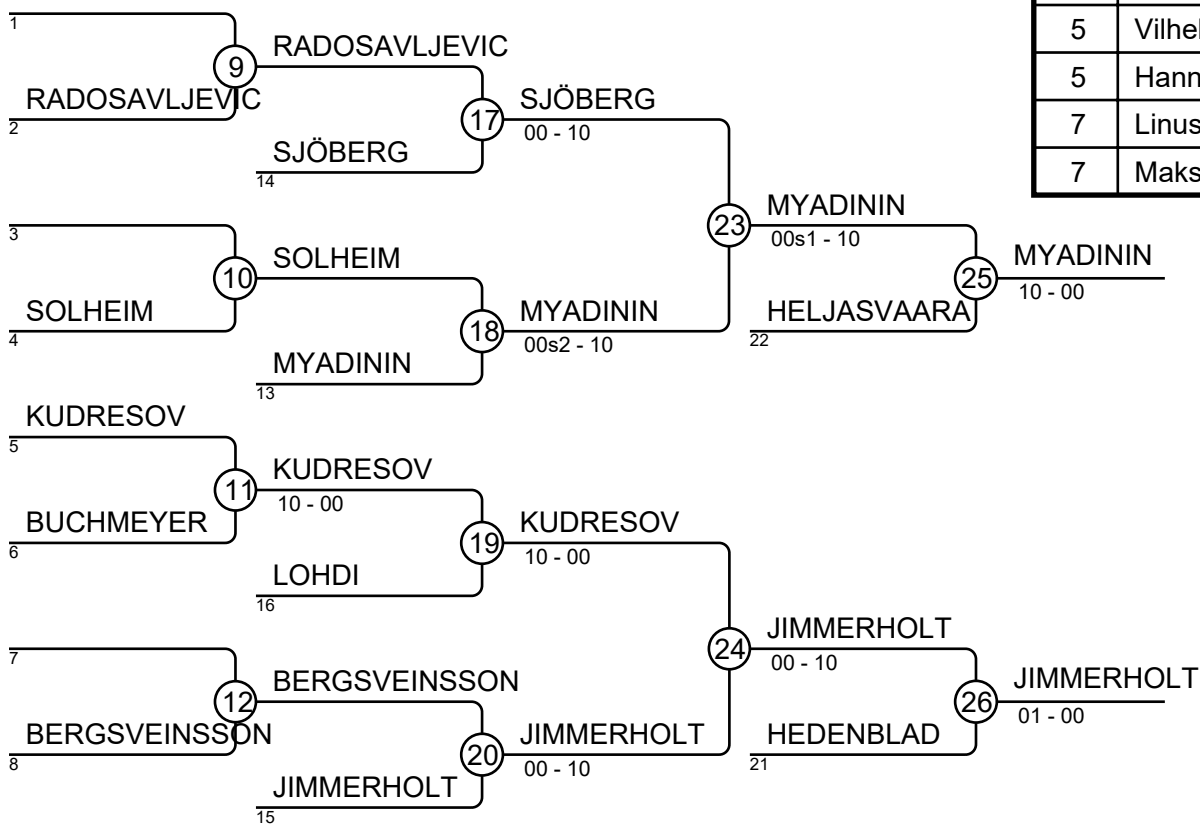 1
9
RADOSAVLJEVIC
RADOSAVLJEVIC
2
17
SJÖBERG
00 - 10
SJÖBERG
14
3
10
SOLHEIM
SOLHEIM
4
18
MYADININ
00s2 - 10
MYADININ
13
23
MYADININ
00s1 - 10
HELJASVAARA
22
25
MYADININ
10 - 00
KUDRESOV
5
11
KUDRESOV
10 - 00
BUCHMEYER
6
19
KUDRESOV
10 - 00
LOHDI
16
7
12
BERGSVEINSSON
BERGSVEINSSON
8
20
JIMMERHOLT
00 - 10
JIMMERHOLT
15
24
JIMMERHOLT
00 - 10
HEDENBLAD
21
26
JIMMERHOLT
01 - 00
5
5
7 Linus
7